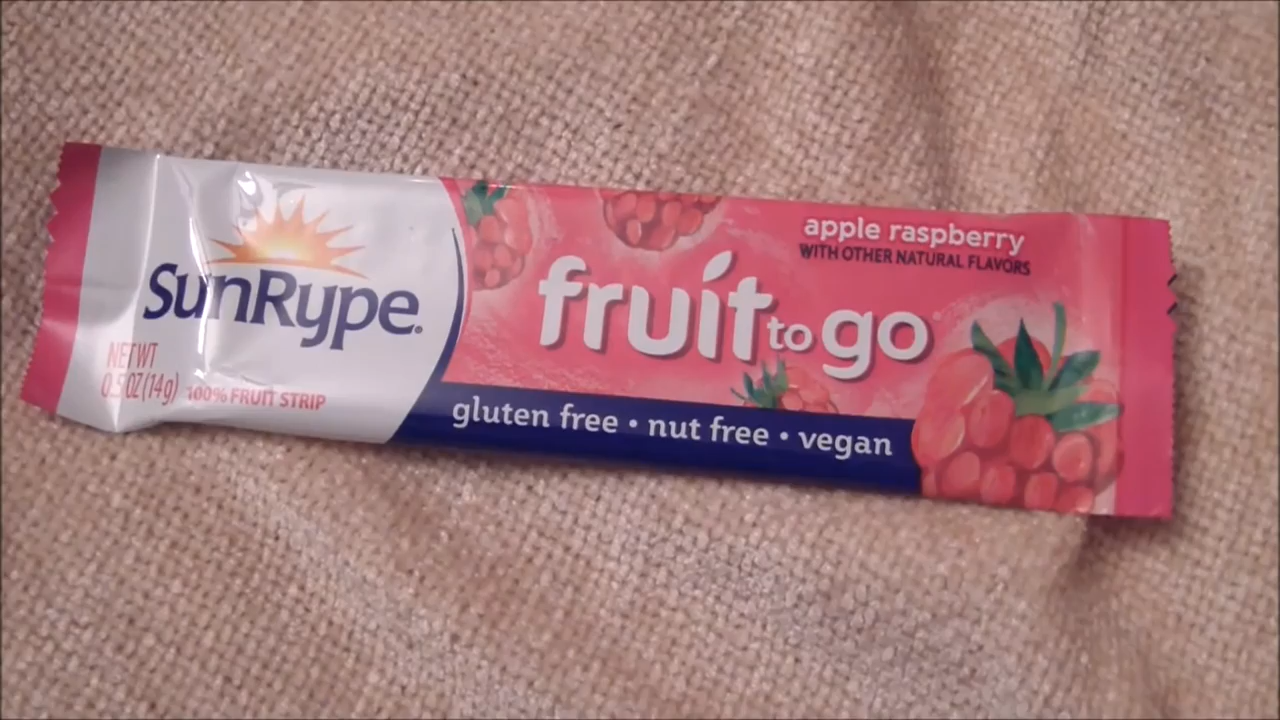 SunRype
NET WT
0.5 OZ (14g) 100% FRUIT STRIP
apple raspberry
WITH OTHER NATURAL FLAVORS
fruit to go
gluten free • nut free • vegan